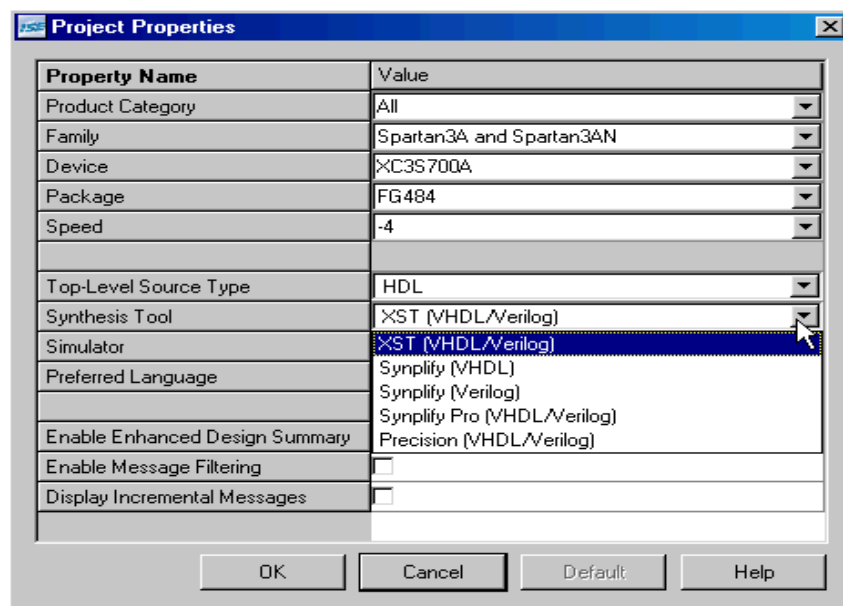 ISE Project Properties
Property Name Value
Product Category All
Family Spartan3A and Spartan3AN
Device XC3S700A
Package FG484
Speed -4
Top-Level Source Type HDL
Synthesis Tool XST (VHDL/Verilog)
Simulator XST (VHDL/Verilog)
Synplify (VHDL)
Preferred Language Synplify (Verilog)
Synplify Pro (VHDL/Verilog)
Enable Enhanced Design Summary Precision (VHDL/Verilog)
Enable Message Filtering
Display Incremental Messages
OK Cancel Default Help